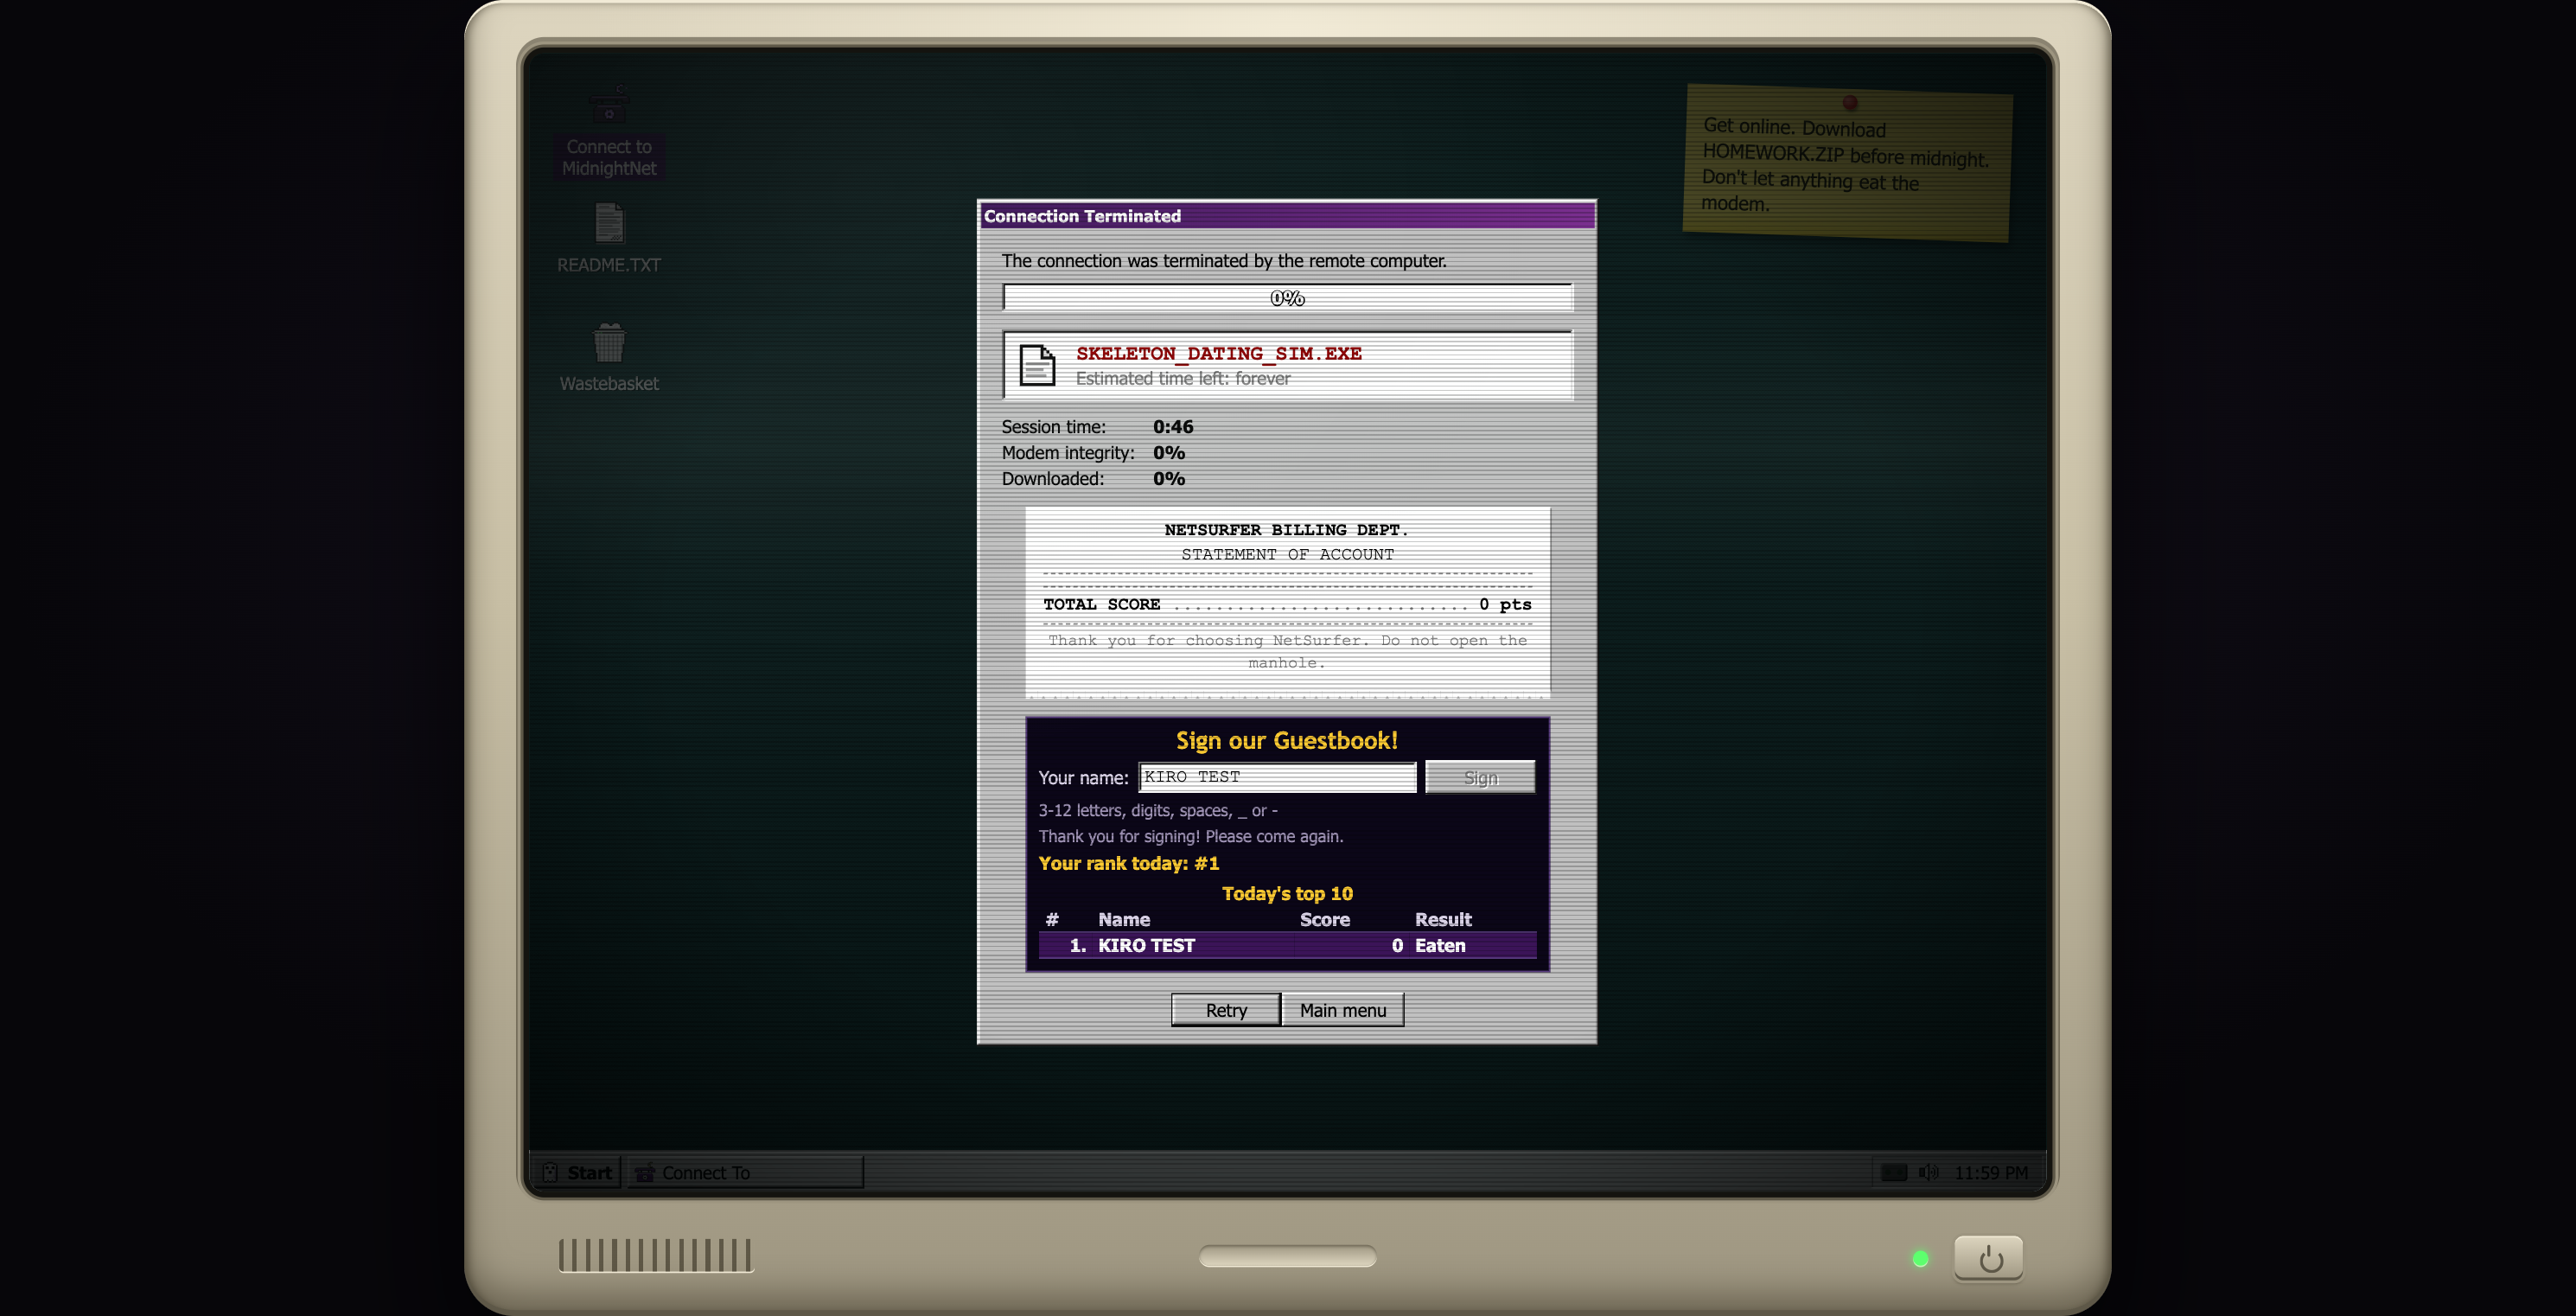 Connect to
MidnightNet
README.TXT
Wastebasket
Get online. Download
HOMEWORK.ZIP before midnight.
Don't let anything eat the
modem.
Connection Terminated
The connection was terminated by the remote computer.
0%
SKELETON_DATING_SIM.EXE
Estimated time left: forever
Session time: 0:46
Modem integrity: 0%
Downloaded: 0%
NETSURFER BILLING DEPT.
STATEMENT OF ACCOUNT
TOTAL SCORE ............................ 0 pts
Thank you for choosing NetSurfer. Do not open the
manhole.
Sign our Guestbook!
Your name: KIRO TEST Sign
3-12 letters, digits, spaces, _ or -
Thank you for signing! Please come again.
Your rank today: #1
Today's top 10
# Name Score Result
1. KIRO TEST 0 Eaten
Retry Main menu
Start Connect To 11:59 PM